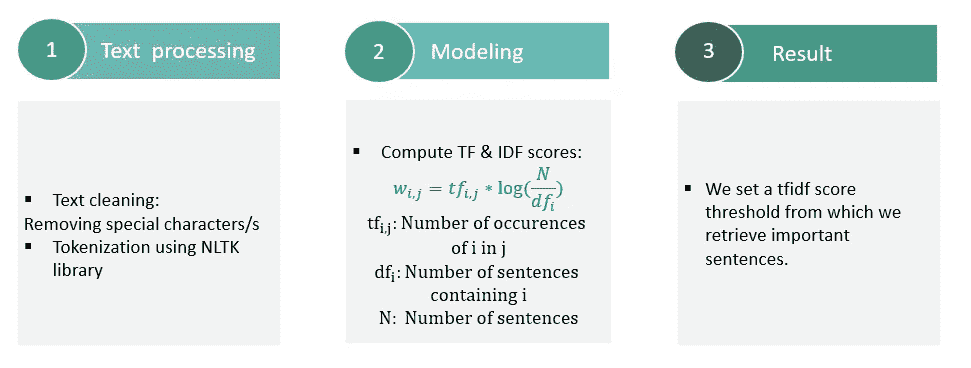 1
Text processing
▪ Text cleaning:
Removing special characters/s
▪ Tokenization using NLTK
library
2
Modeling
▪ Compute TF & IDF scores:
w_{i,j} = tf_{i,j} * log(N/df_i)
tf_{i,j}: Number of occurences
of i in j
df_i: Number of sentences
containing i
N: Number of sentences
3
Result
▪ We set a tfidf score
threshold from which we
retrieve important
sentences.